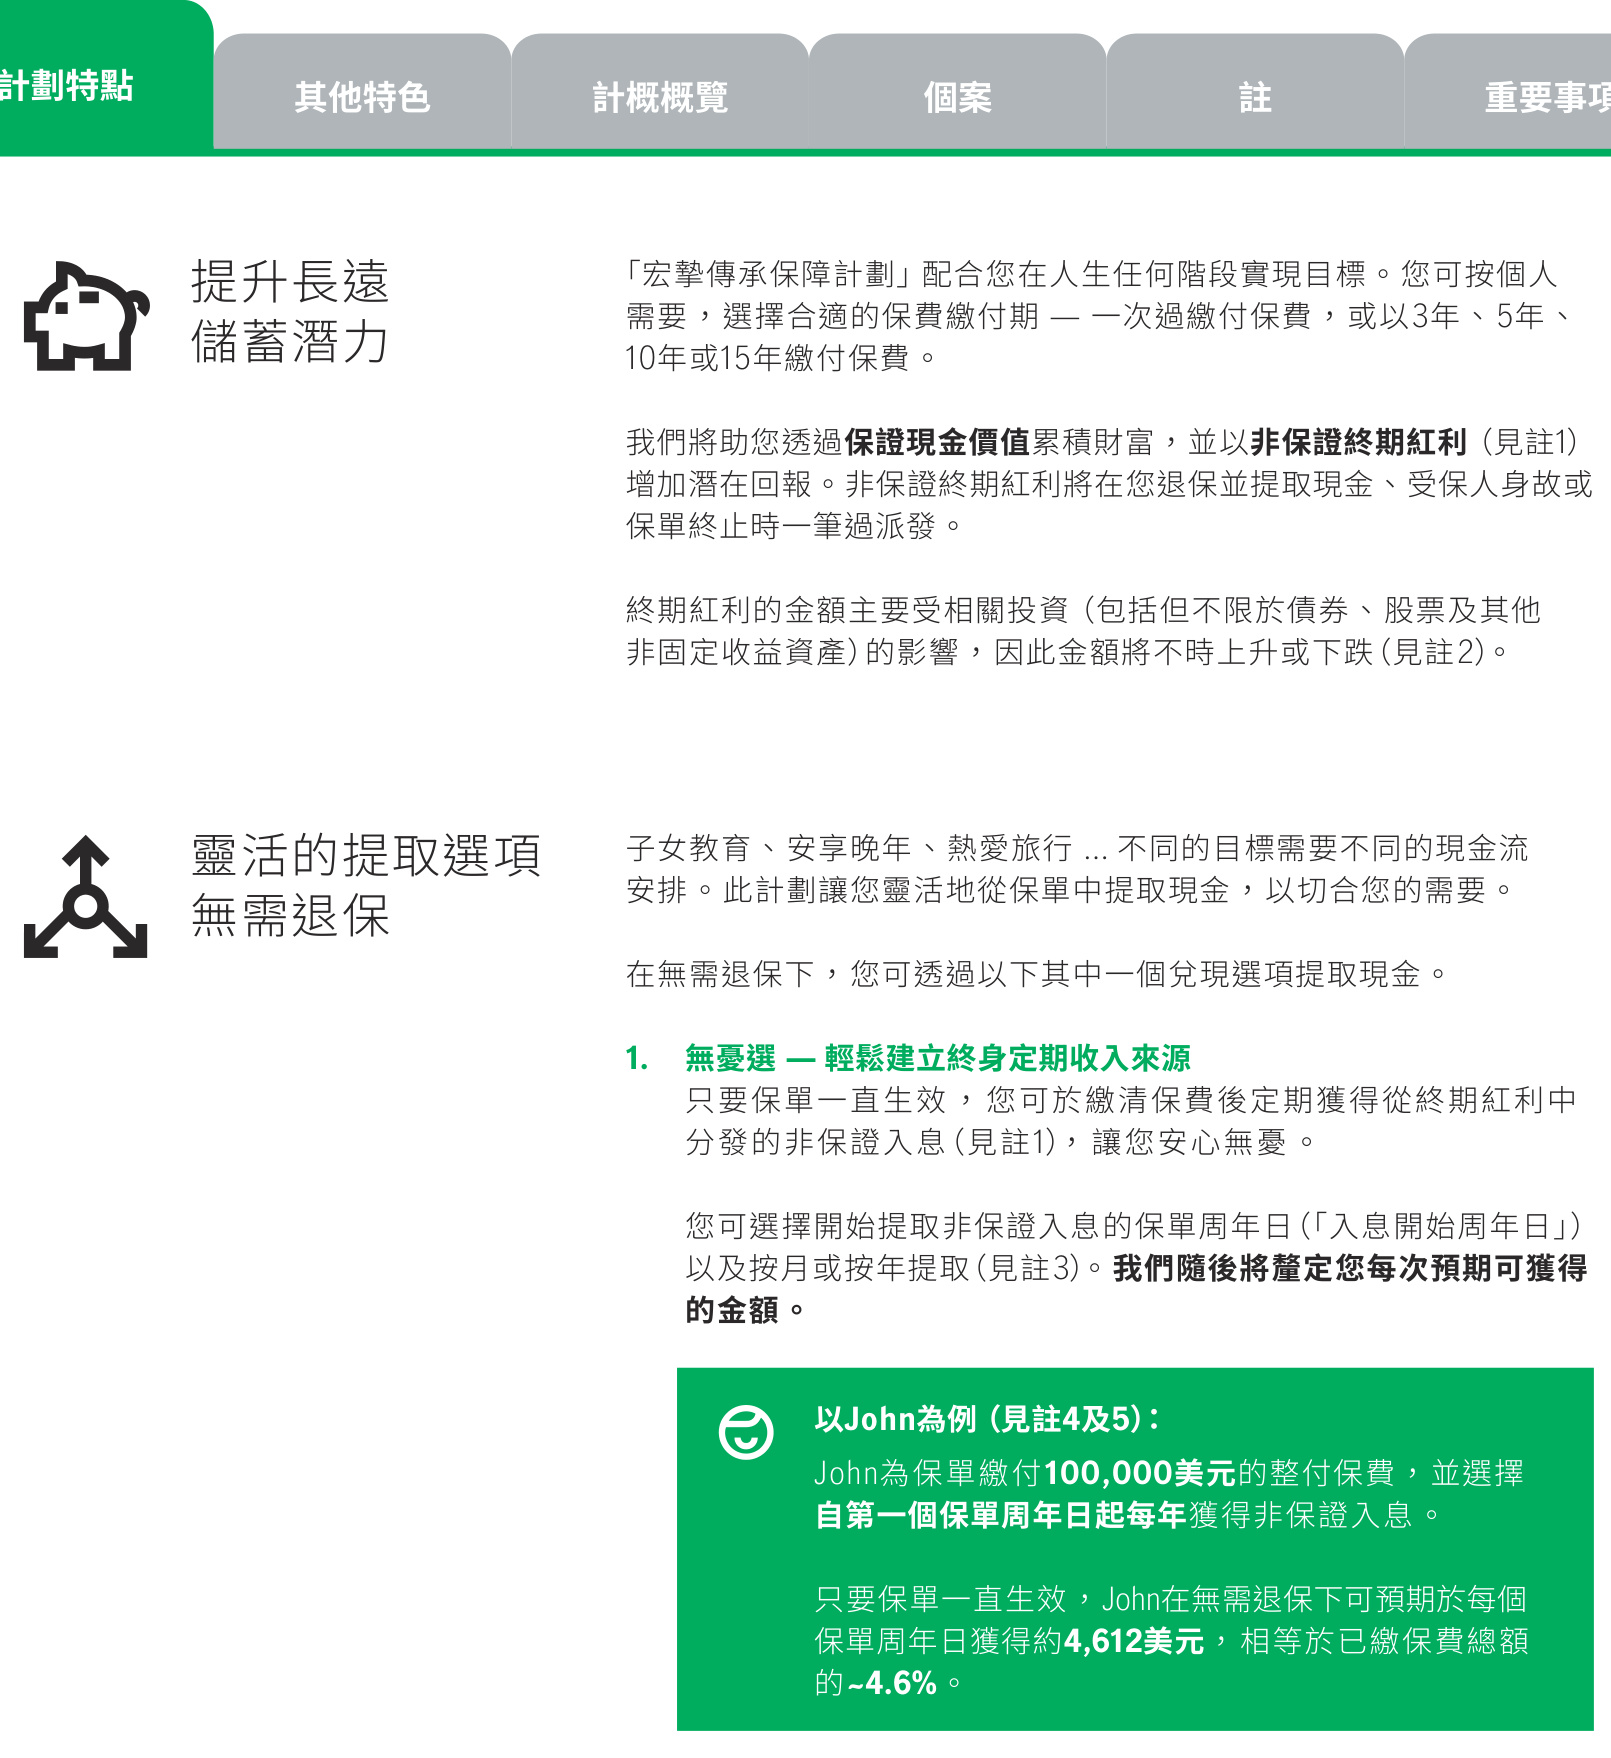 計劃特點
其他特色
計概概覽
個案
註
重要事項
提升長遠
儲蓄潛力
「宏摯傳承保障計劃」配合您在人生任何階段實現目標。您可按個人
需要，選擇合適的保費繳付期 — 一次過繳付保費，或以3年、5年、
10年或15年繳付保費。
我們將助您透過保證現金價值累積財富，並以非保證終期紅利（見註1）
增加潛在回報。非保證終期紅利將在您退保並提取現金、受保人身故或
保單終止時一筆過派發。
終期紅利的金額主要受相關投資（包括但不限於債券、股票及其他
非固定收益資產）的影響，因此金額將不時上升或下跌（見註2）。
靈活的提取選項
無需退保
子女教育、安享晚年、熱愛旅行 ... 不同的目標需要不同的現金流
安排。此計劃讓您靈活地從保單中提取現金，以切合您的需要。
在無需退保下，您可透過以下其中一個兌現選項提取現金。
1. 無憂選 — 輕鬆建立終身定期收入來源
只要保單一直生效，您可於繳清保費後定期獲得從終期紅利中
分發的非保證入息（見註1），讓您安心無憂。
您可選擇開始提取非保證入息的保單周年日（「入息開始周年日」）
以及按月或按年提取（見註3）。我們隨後將釐定您每次預期可獲得
的金額。
以John為例（見註4及5）：
John為保單繳付100,000美元的整付保費，並選擇
自第一個保單周年日起每年獲得非保證入息。
只要保單一直生效，John在無需退保下可預期於每個
保單周年日獲得約4,612美元，相等於已繳保費總額
的~4.6%。